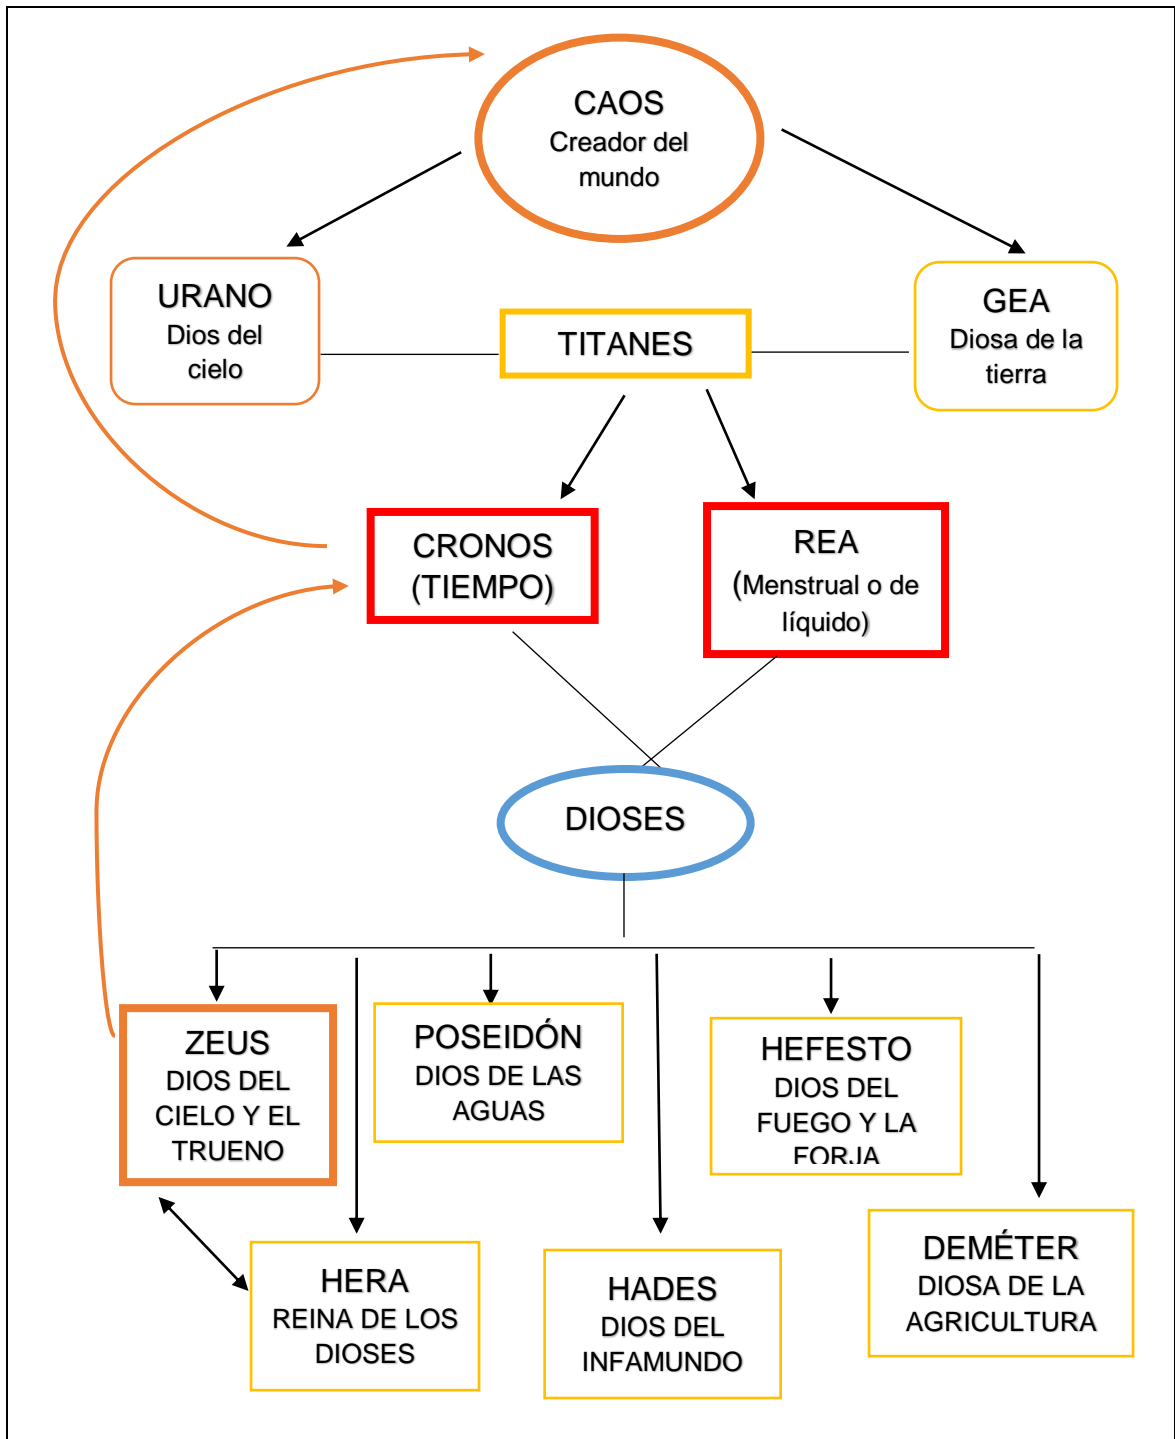 CAOS
Creador del
mundo
URANO
Dios del
cielo
TITANES
GEA
Diosa de la
tierra
CRONOS
(TIEMPO)
REA
(Menstrual o de
líquido)
DIOSES
ZEUS
DIOS DEL
CIELO Y EL
TRUENO
POSEIDÓN
DIOS DE LAS
AGUAS
HEFESTO
DIOS DEL
FUEGO Y LA
FORJA
HERA
REINA DE LOS
DIOSES
HADES
DIOS DEL
INFAMUNDO
DEMÉTER
DIOSA DE LA
AGRICULTURA